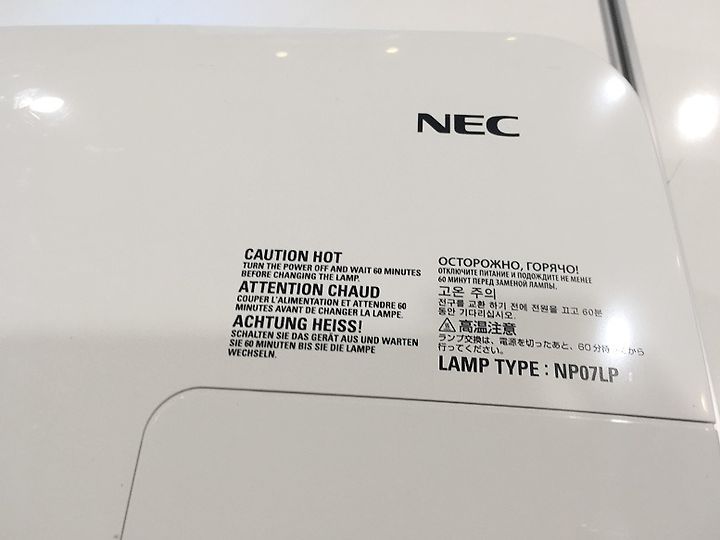 NEC
CAUTION HOT
TURN THE POWER OFF AND WAIT 60 MINUTES
BEFORE CHANGING THE LAMP.
ATTENTION CHAUD
COUPER L'ALIMENTATION ET ATTENDRE 60
MINUTES AVANT DE CHANGER LA LAMPE.
ACHTUNG HEISS!
SCHALTEN SIE DAS GERÄT AUS UND WARTEN
SIE 60 MINUTEN BIS SIE DIE LAMPE
WECHSELN.
ОСТОРОЖНО, ГОРЯЧО!
ОТКЛЮЧИТЕ ПИТАНИЕ И ПОДОЖДИТЕ НЕ МЕНЕЕ
60 МИНУТ ПЕРЕД ЗАМЕНОЙ ЛАМПЫ.
고온 주의
전구를 교환 하기 전에 전원을 끄고 60분
동안 기다리십시오.
高温注意
ランプ交換は、電源を切ったあと、60分待 から
行ってください。
LAMP TYPE : NP07LP